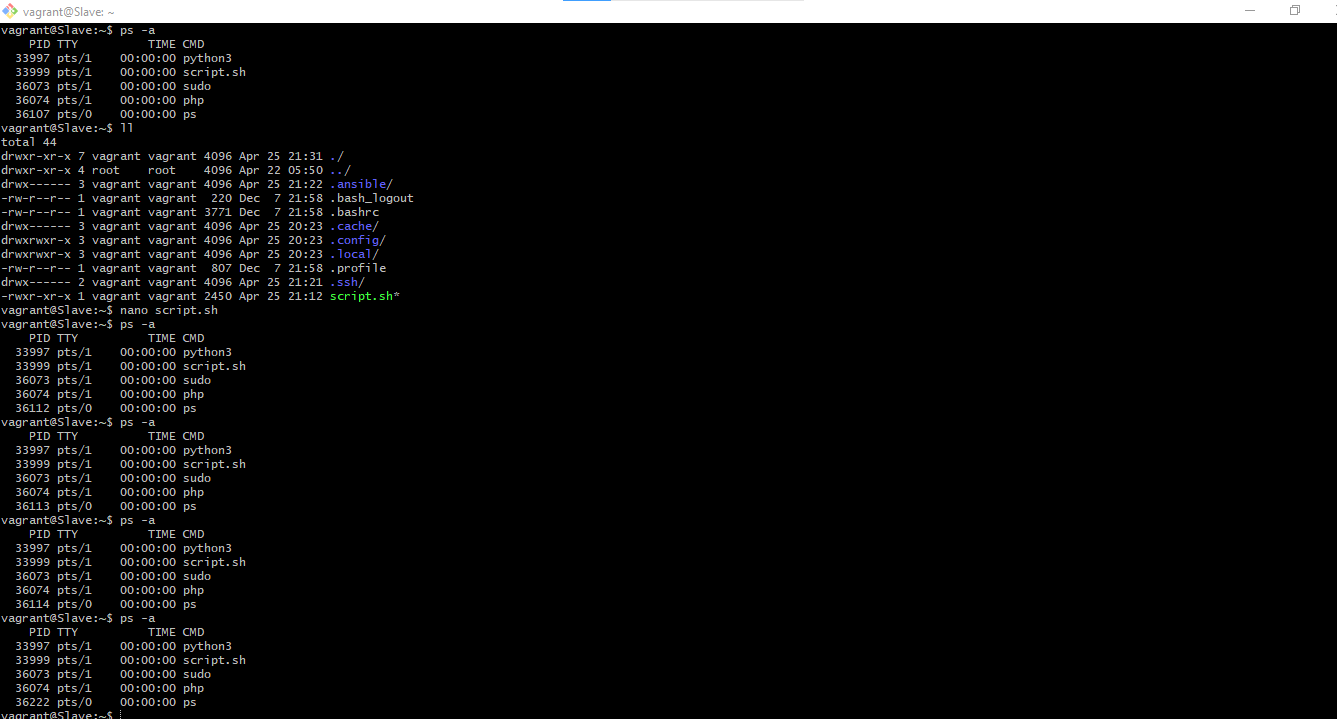 vagrant@Slave: ~
vagrant@Slave:~$ ps -a
    PID TTY          TIME CMD
  33997 pts/1    00:00:00 python3
  33999 pts/1    00:00:00 script.sh
  36073 pts/1    00:00:00 sudo
  36074 pts/1    00:00:00 php
  36107 pts/0    00:00:00 ps
vagrant@Slave:~$ ll
total 44
drwxr-xr-x 7 vagrant vagrant 4096 Apr 25 21:31 ./
drwxr-xr-x 4 root    root    4096 Apr 22 05:50 ../
drwx------ 3 vagrant vagrant 4096 Apr 25 21:22 .ansible/
-rw-r--r-- 1 vagrant vagrant  220 Dec  7 21:58 .bash_logout
-rw-r--r-- 1 vagrant vagrant 3771 Dec  7 21:58 .bashrc
drwx------ 3 vagrant vagrant 4096 Apr 25 20:23 .cache/
drwxrwxr-x 3 vagrant vagrant 4096 Apr 25 20:23 .config/
drwxrwxr-x 3 vagrant vagrant 4096 Apr 25 20:23 .local/
-rw-r--r-- 1 vagrant vagrant  807 Dec  7 21:58 .profile
drwx------ 2 vagrant vagrant 4096 Apr 25 21:21 .ssh/
-rwxr-xr-x 1 vagrant vagrant 2450 Apr 25 21:12 script.sh*
vagrant@Slave:~$ nano script.sh
vagrant@Slave:~$ ps -a
    PID TTY          TIME CMD
  33997 pts/1    00:00:00 python3
  33999 pts/1    00:00:00 script.sh
  36073 pts/1    00:00:00 sudo
  36074 pts/1    00:00:00 php
  36112 pts/0    00:00:00 ps
vagrant@Slave:~$ ps -a
    PID TTY          TIME CMD
  33997 pts/1    00:00:00 python3
  33999 pts/1    00:00:00 script.sh
  36073 pts/1    00:00:00 sudo
  36074 pts/1    00:00:00 php
  36113 pts/0    00:00:00 ps
vagrant@Slave:~$ ps -a
    PID TTY          TIME CMD
  33997 pts/1    00:00:00 python3
  33999 pts/1    00:00:00 script.sh
  36073 pts/1    00:00:00 sudo
  36074 pts/1    00:00:00 php
  36114 pts/0    00:00:00 ps
vagrant@Slave:~$ ps -a
    PID TTY          TIME CMD
  33997 pts/1    00:00:00 python3
  33999 pts/1    00:00:00 script.sh
  36073 pts/1    00:00:00 sudo
  36074 pts/1    00:00:00 php
  36222 pts/0    00:00:00 ps
vagrant@Slave:~$